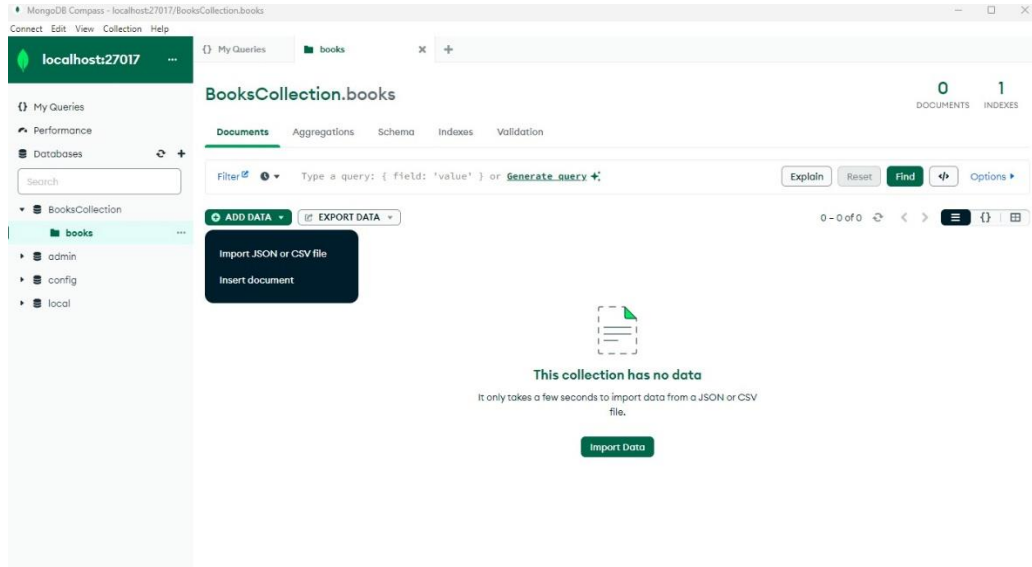 MongoDB Compass - localhost:27017/BooksCollection.books
Connect Edit View Collection Help
localhost:27017 ...
{} My Queries
Performance
Databases
Search
BooksCollection
books ...
admin
config
local
{} My Queries
books
BooksCollection.books
0
DOCUMENTS
1
INDEXES
Documents Aggregations Schema Indexes Validation
Filter Type a query: { field: 'value' } or Generate query
Explain Reset Find </> Options
ADD DATA EXPORT DATA 0 – 0 of 0 {}
Import JSON or CSV file
Insert document
This collection has no data
It only takes a few seconds to import data from a JSON or CSV
file.
Import Data